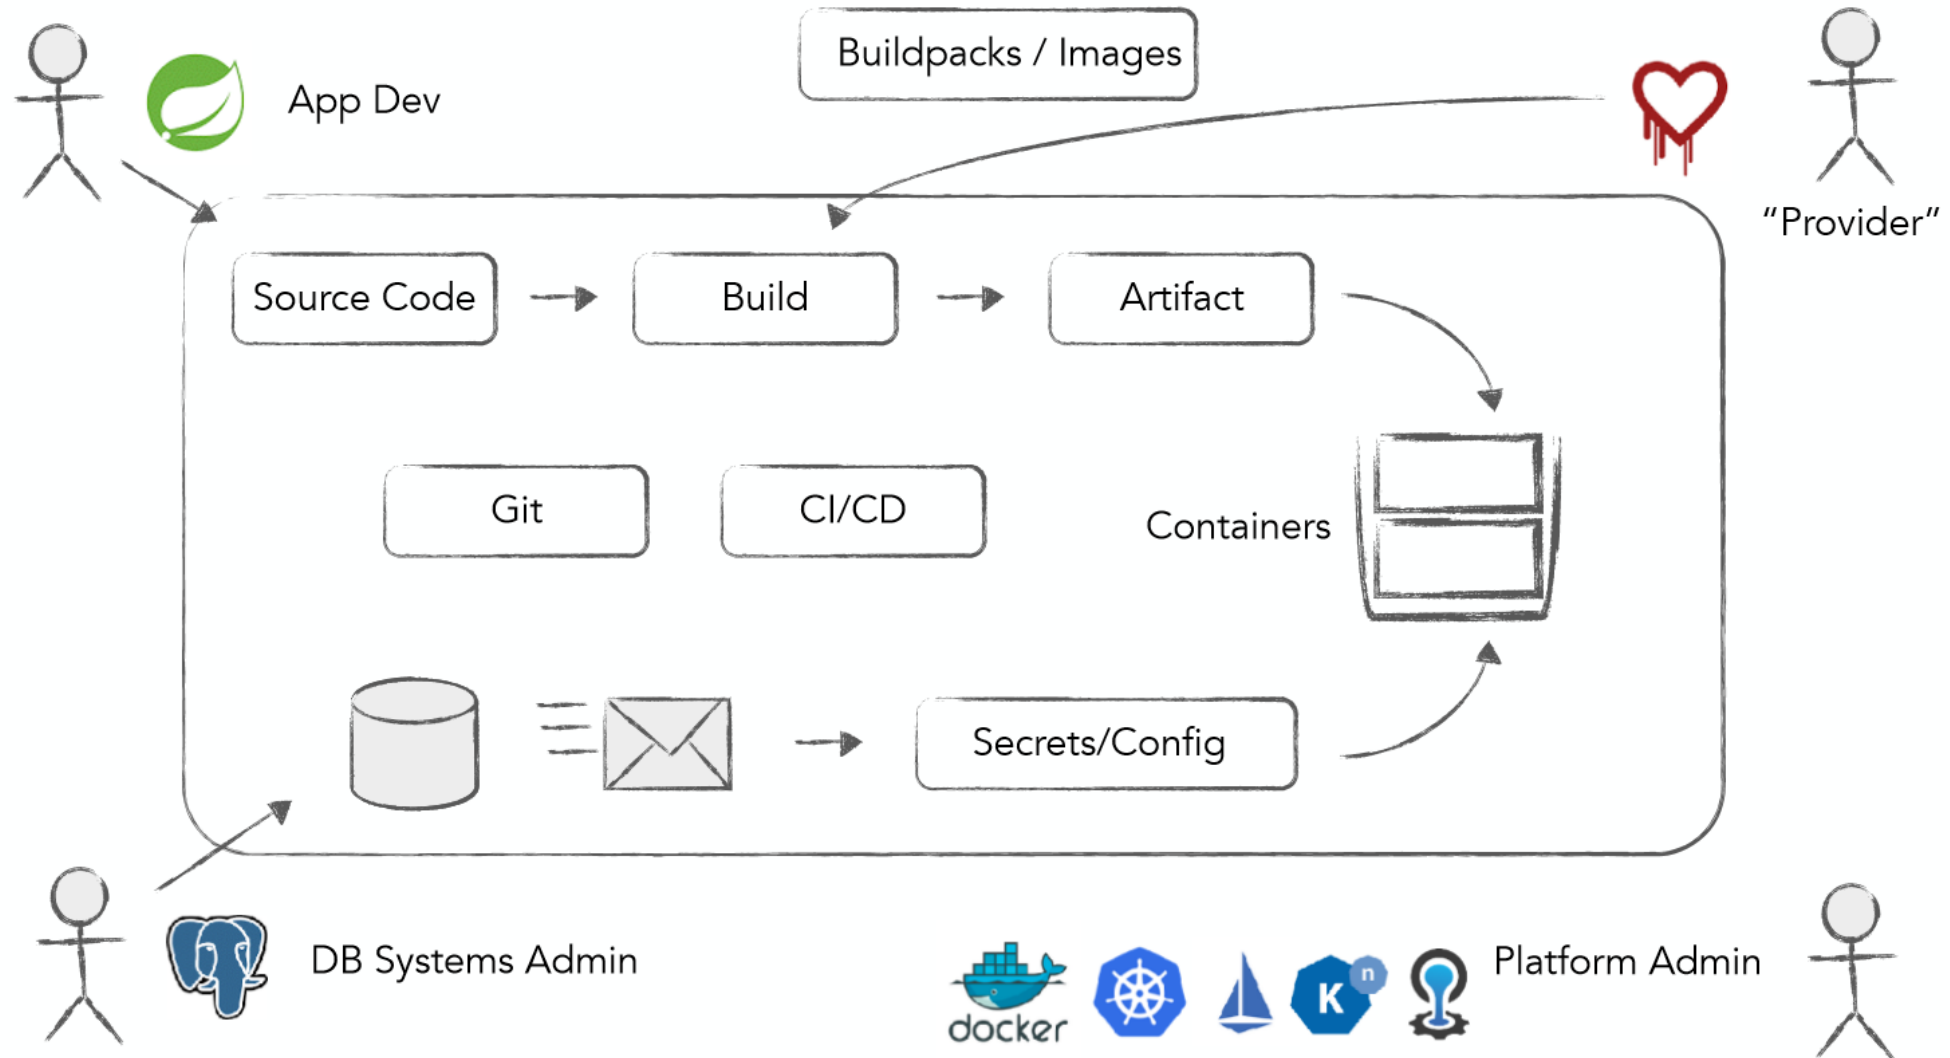 Buildpacks / Images
App Dev
“Provider”
Source Code
Build
Artifact
Git
CI/CD
Containers
Secrets/Config
DB Systems Admin
docker
K
n
Platform Admin